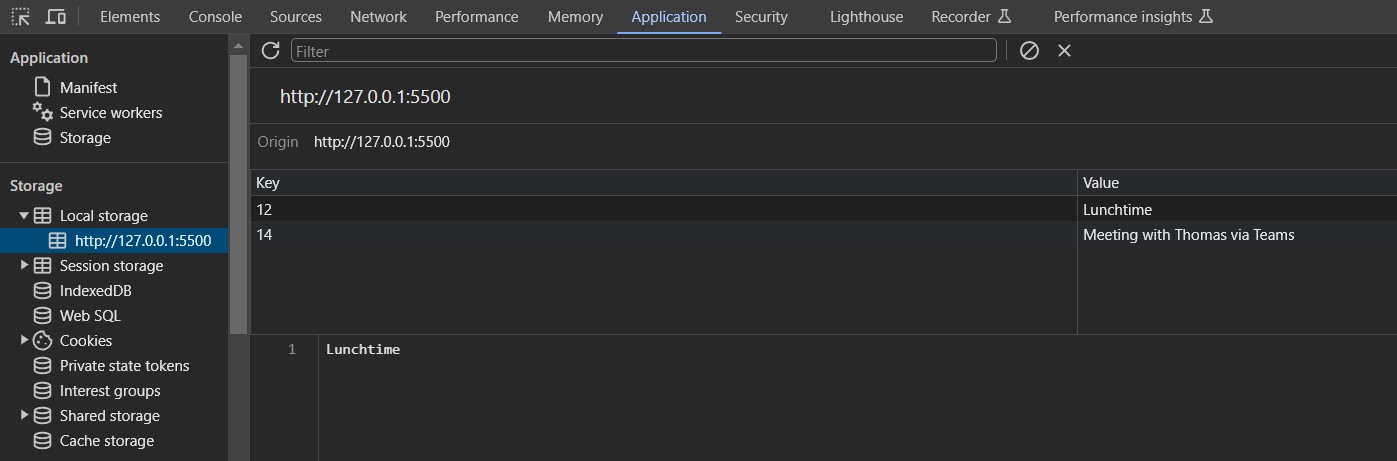 Elements Console Sources Network Performance Memory Application Security Lighthouse Recorder Performance insights
Application
Manifest
Service workers
Storage
Storage
Local storage
http://127.0.0.1:5500
Session storage
IndexedDB
Web SQL
Cookies
Private state tokens
Interest groups
Shared storage
Cache storage
Filter
http://127.0.0.1:5500
Origin http://127.0.0.1:5500
Key Value
12 Lunchtime
14 Meeting with Thomas via Teams
1 Lunchtime